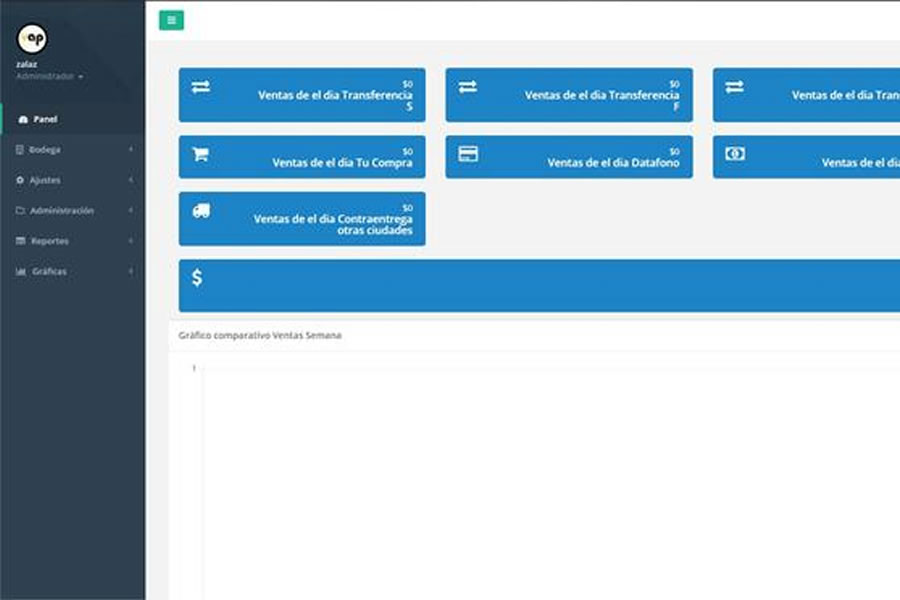 ap
zalaz
Administrador
Panel
Bodega
Ajustes
Administración
Reportes
Gráficas
$0
Ventas de el dia Transferencia
S
$0
Ventas de el dia Transferencia
F
Ventas de el dia Tran
$0
Ventas de el dia Tu Compra
$0
Ventas de el dia Datafono
Ventas de el di
$0
Ventas de el dia Contraentrega
otras ciudades
$
Gráfico comparativo Ventas Semana
1